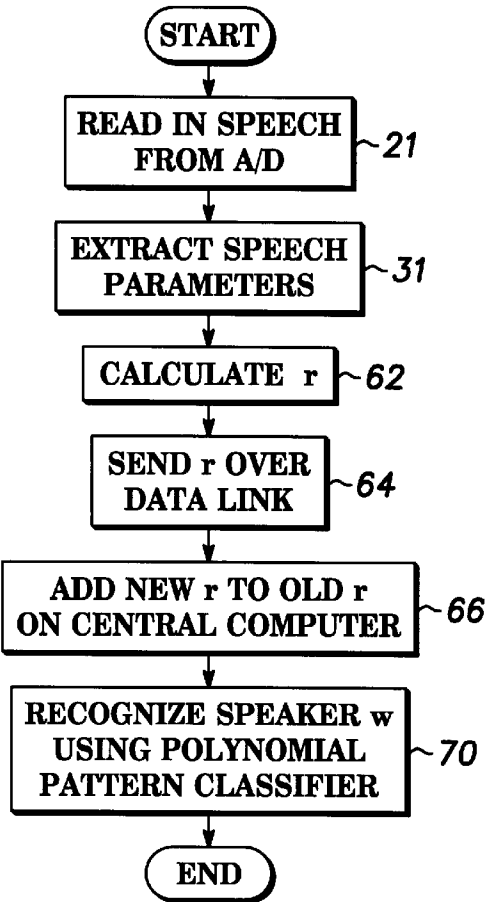 START
READ IN SPEECH
FROM A/D
21
EXTRACT SPEECH
PARAMETERS
31
CALCULATE r
62
SEND r OVER
DATA LINK
64
ADD NEW r TO OLD r
ON CENTRAL COMPUTER
66
RECOGNIZE SPEAKER w
USING POLYNOMIAL
PATTERN CLASSIFIER
70
END